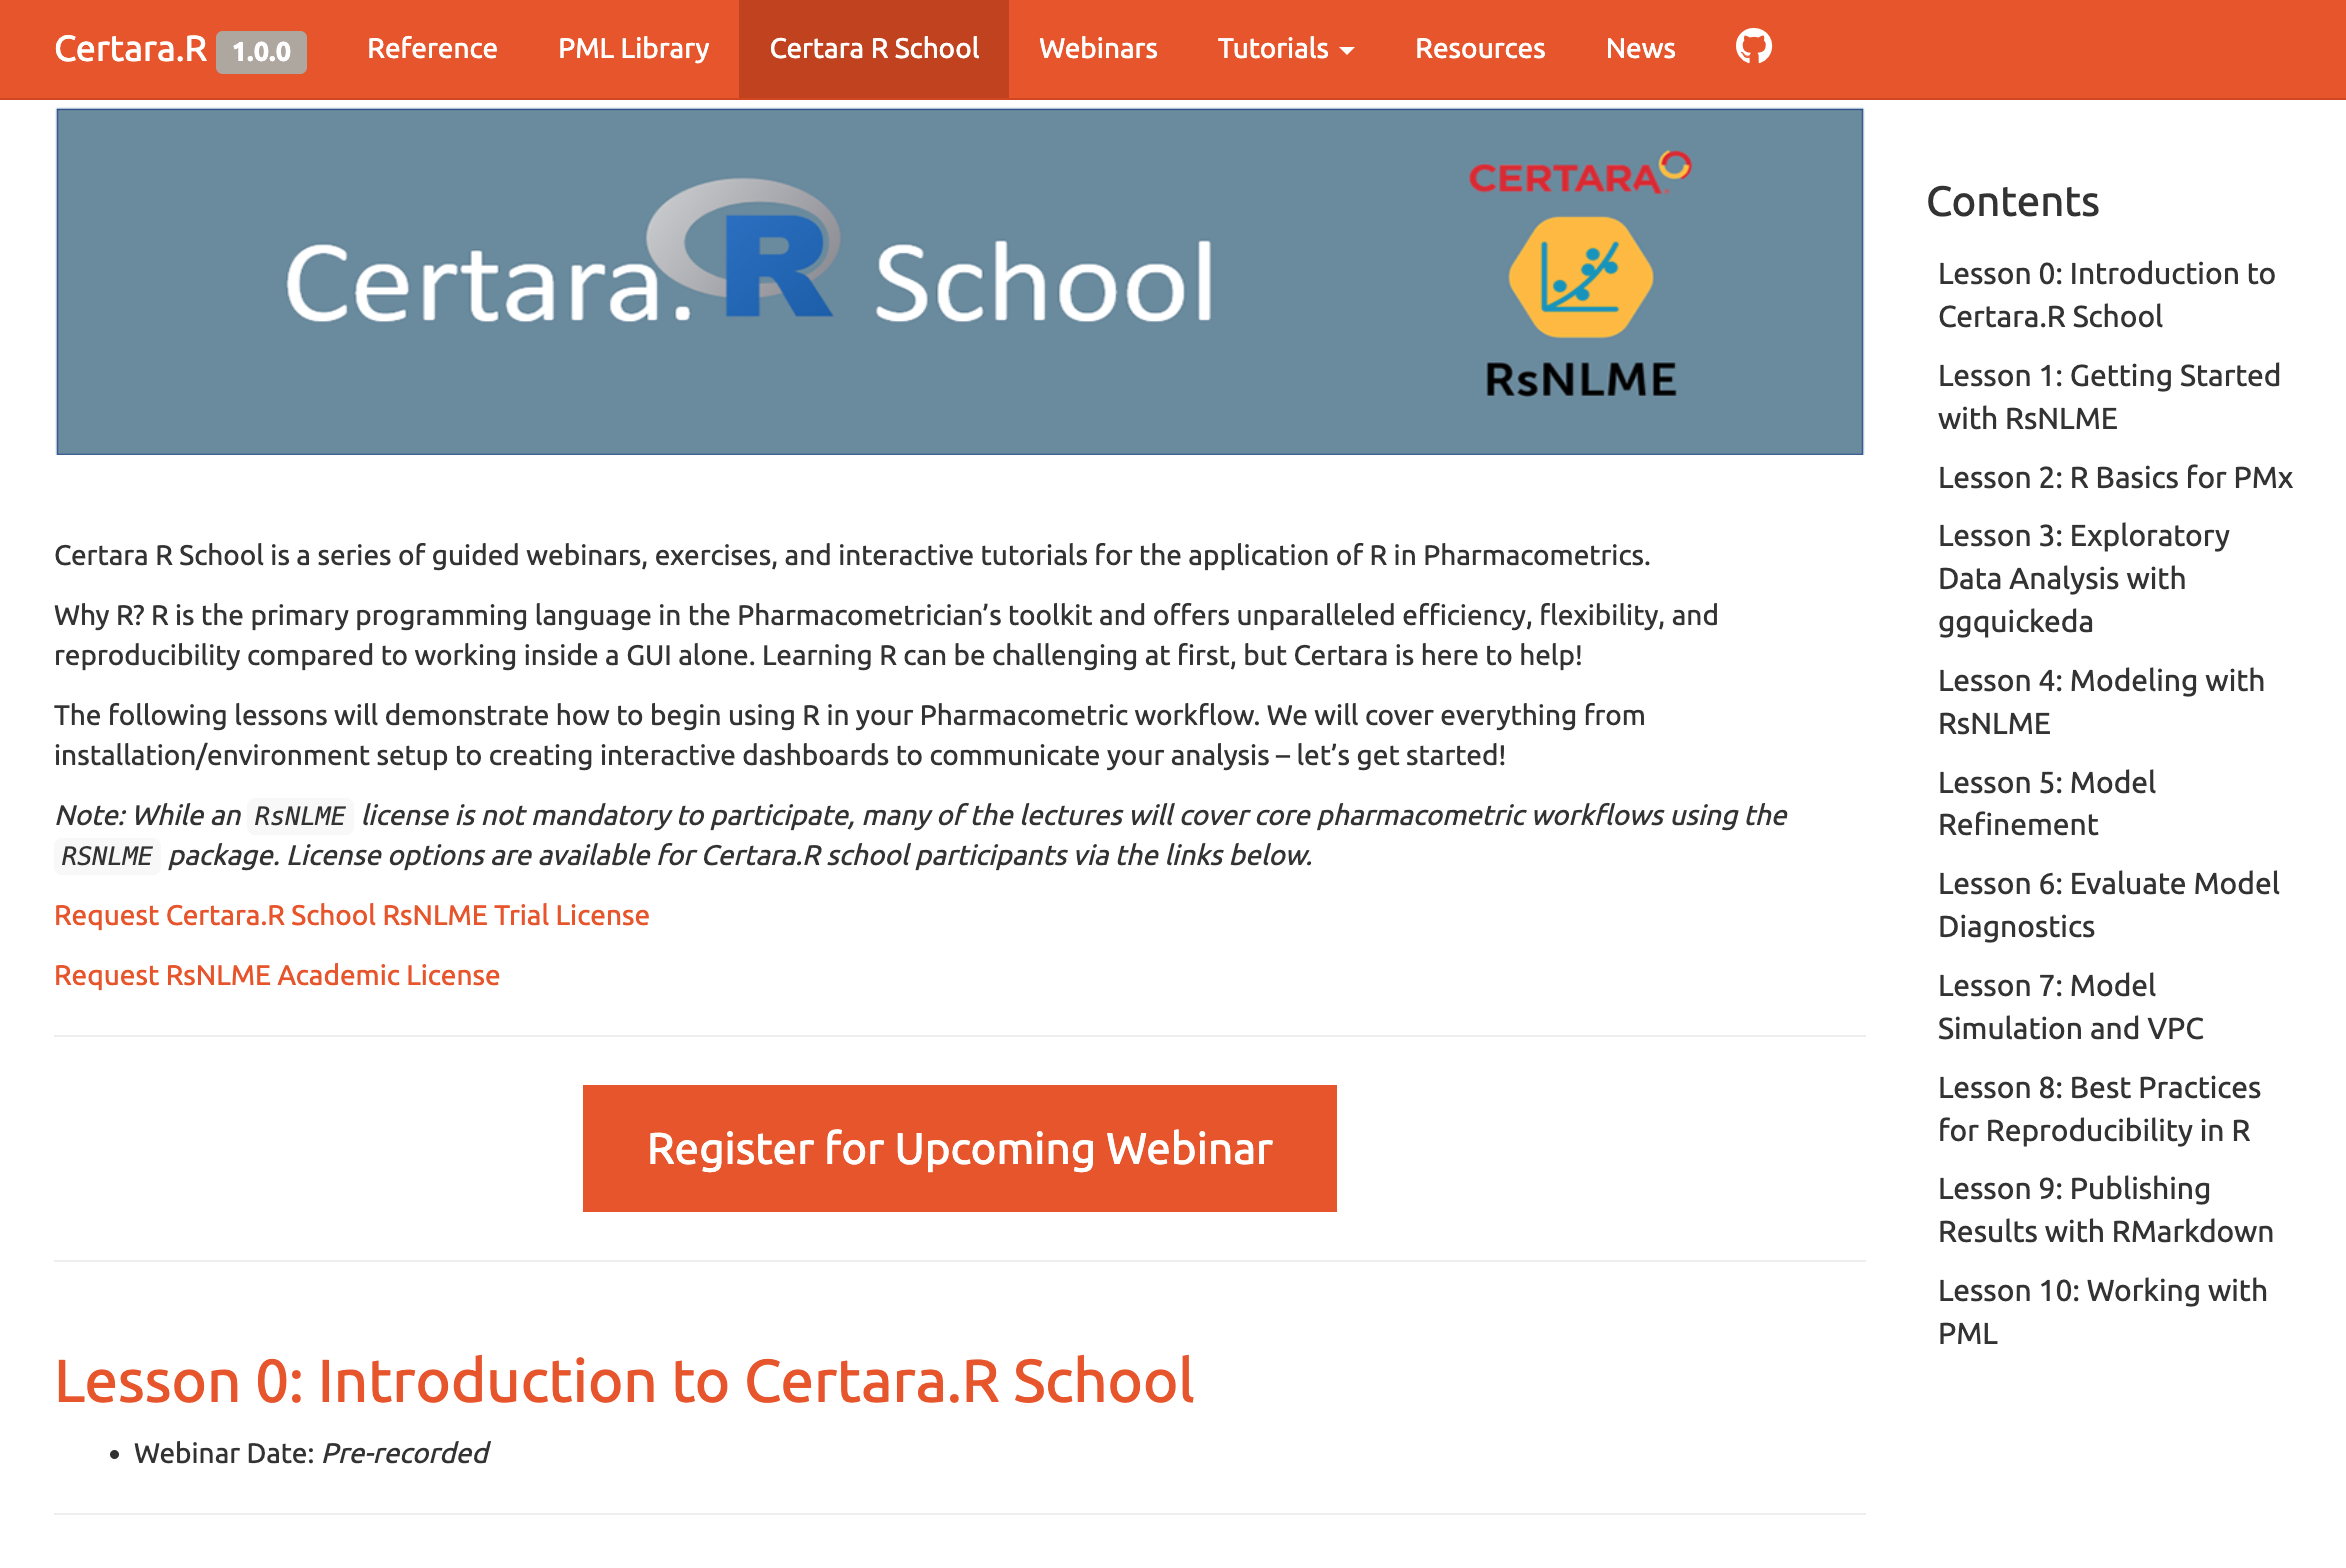 Certara.R 1.0.0 Reference PML Library Certara R School Webinars Tutorials Resources News
Certara.R School
CERTARA
RsNLME
Certara R School is a series of guided webinars, exercises, and interactive tutorials for the application of R in Pharmacometrics.
Why R? R is the primary programming language in the Pharmacometrician’s toolkit and offers unparalleled efficiency, flexibility, and
reproducibility compared to working inside a GUI alone. Learning R can be challenging at first, but Certara is here to help!
The following lessons will demonstrate how to begin using R in your Pharmacometric workflow. We will cover everything from
installation/environment setup to creating interactive dashboards to communicate your analysis – let’s get started!
Note: While an RsNLME license is not mandatory to participate, many of the lectures will cover core pharmacometric workflows using the
RSNLME package. License options are available for Certara.R school participants via the links below.
Request Certara.R School RsNLME Trial License
Request RsNLME Academic License
Register for Upcoming Webinar
Lesson 0: Introduction to Certara.R School
• Webinar Date: Pre-recorded
Contents
Lesson 0: Introduction to
Certara.R School
Lesson 1: Getting Started
with RsNLME
Lesson 2: R Basics for PMx
Lesson 3: Exploratory
Data Analysis with
ggquickeda
Lesson 4: Modeling with
RsNLME
Lesson 5: Model
Refinement
Lesson 6: Evaluate Model
Diagnostics
Lesson 7: Model
Simulation and VPC
Lesson 8: Best Practices
for Reproducibility in R
Lesson 9: Publishing
Results with RMarkdown
Lesson 10: Working with
PML